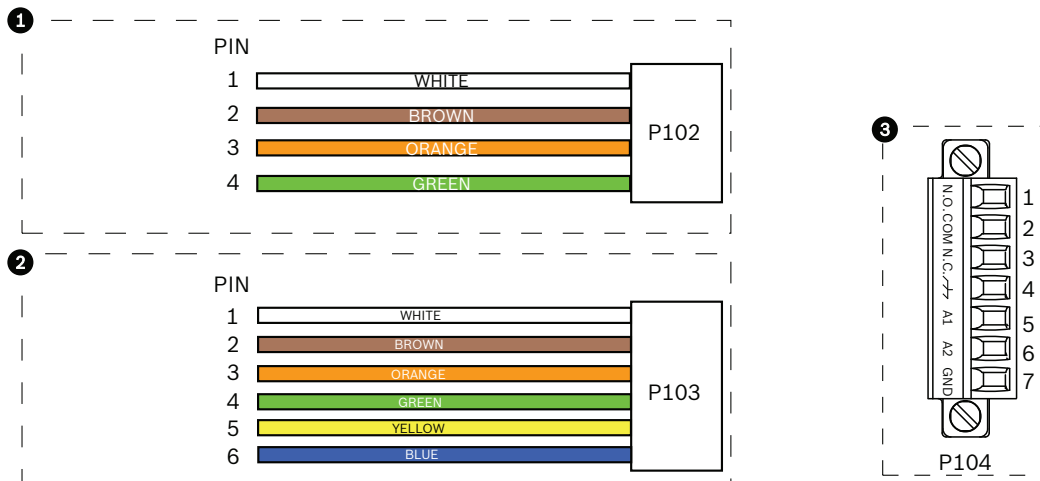 1
PIN
1 WHITE
2 BROWN
3 ORANGE
4 GREEN
P102
2
PIN
1 WHITE
2 BROWN
3 ORANGE
4 GREEN
5 YELLOW
6 BLUE
P103
3
N.O. 1
COM 2
N.C. 3
4
A1 5
A2 6
GND 7
P104